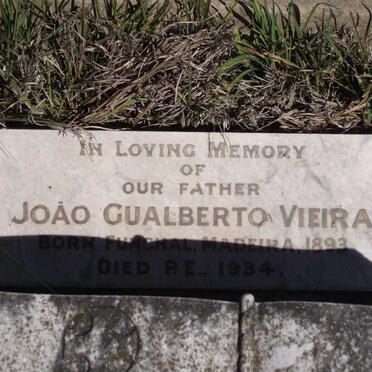 IN LOVING MEMORY
OF
OUR FATHER
JOÃO GUALBERTO VIEIRA
BORN FUNCHAL, MADEIRA, 1893
DIED P.E., 1934.